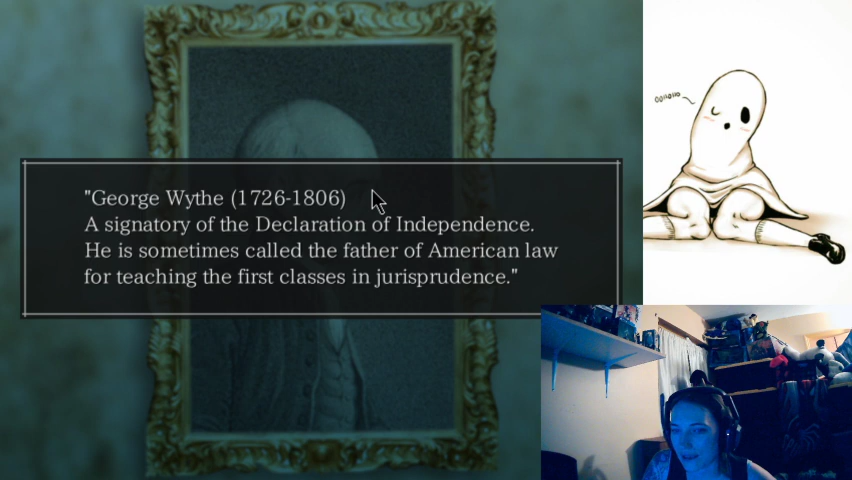 "George Wythe (1726-1806)
A signatory of the Declaration of Independence.
He is sometimes called the father of American law
for teaching the first classes in jurisprudence."